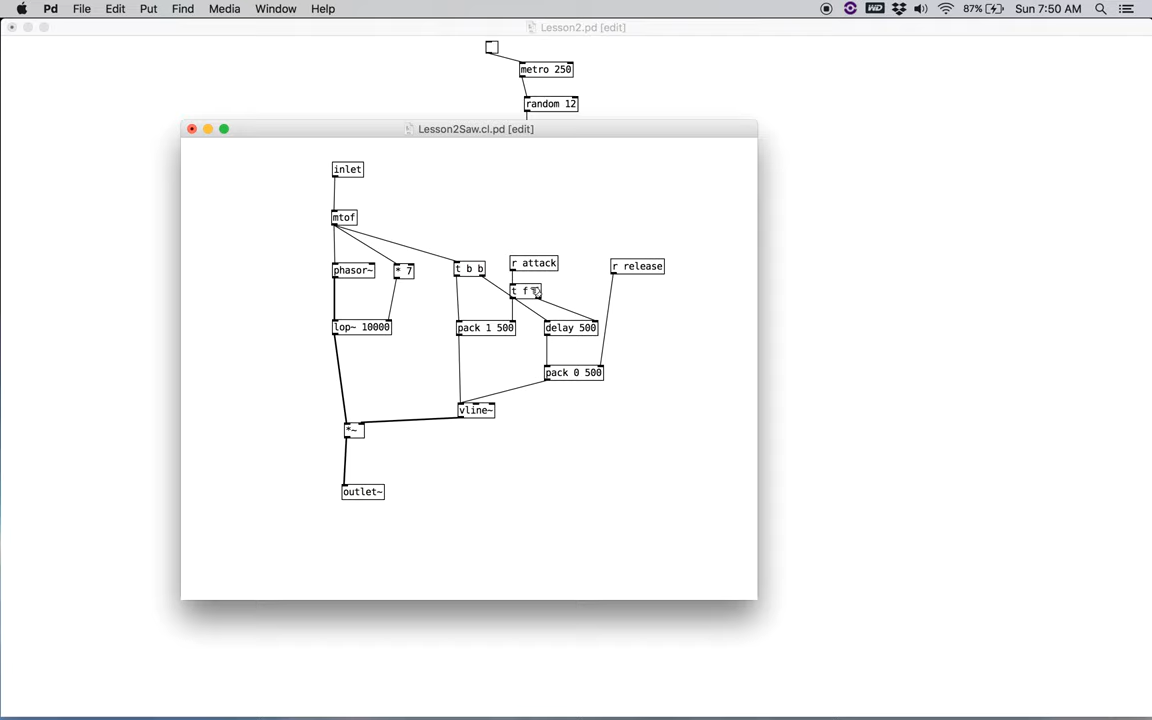 Pd File Edit Put Find Media Window Help 87% Sun 7:50 AM
Lesson2.pd [edit]
metro 250
random 12
Lesson2Saw.cl.pd [edit]
inlet
mtof
phasor~ * 7 t b b r attack r release
t f
lop~ 10000 pack 1 500 delay 500
pack 0 500
vline~
*~
outlet~